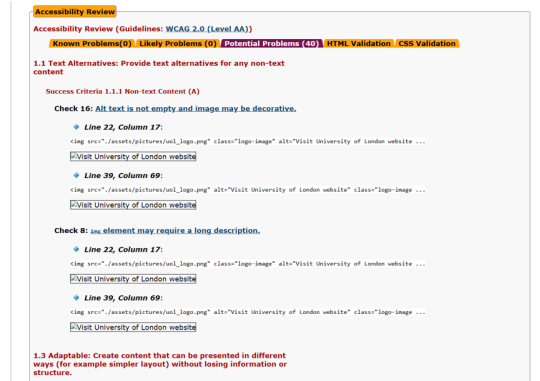 Accessibility Review
Accessibility Review (Guidelines: WCAG 2.0 (Level AA))
Known Problems(0) Likely Problems (0) Potential Problems (40) HTML Validation CSS Validation
1.1 Text Alternatives: Provide text alternatives for any non-text
content
Success Criteria 1.1.1 Non-text Content (A)
Check 16: Alt text is not empty and image may be decorative.
Line 22, Column 17:
<img src="./assets/pictures/uol_logo.png" class="logo-image" alt="Visit University of London website ...
Visit University of London website
Line 39, Column 69:
<img src="./assets/pictures/uol_logo.png" alt="Visit University of London website" class="logo-image ...
Visit University of London website
Check 8: img element may require a long description.
Line 22, Column 17:
<img src="./assets/pictures/uol_logo.png" class="logo-image" alt="Visit University of London website ...
Visit University of London website
Line 39, Column 69:
<img src="./assets/pictures/uol_logo.png" alt="Visit University of London website" class="logo-image ...
Visit University of London website
1.3 Adaptable: Create content that can be presented in different
ways (for example simpler layout) without losing information or
structure.